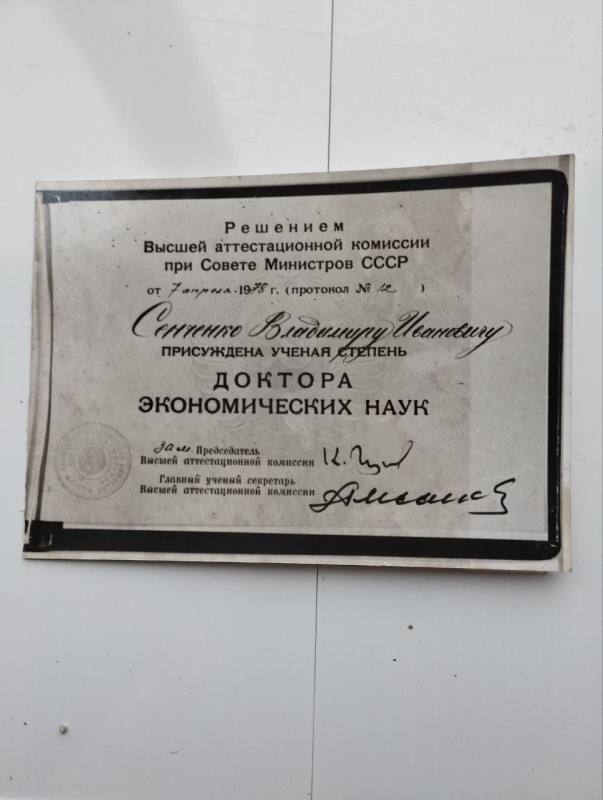 Решением
Высшей аттестационной комиссии
при Совете Министров СССР
от 7 апреля 1978 г. (протокол № 12 )
Сенченко Владимиру Ивановичу
ПРИСУЖДЕНА УЧЕНАЯ СТЕПЕНЬ
ДОКТОРА
ЭКОНОМИЧЕСКИХ НАУК
Зам. Председатель
Высшей аттестационной комиссии
Главный ученый секретарь
Высшей аттестационной комиссии